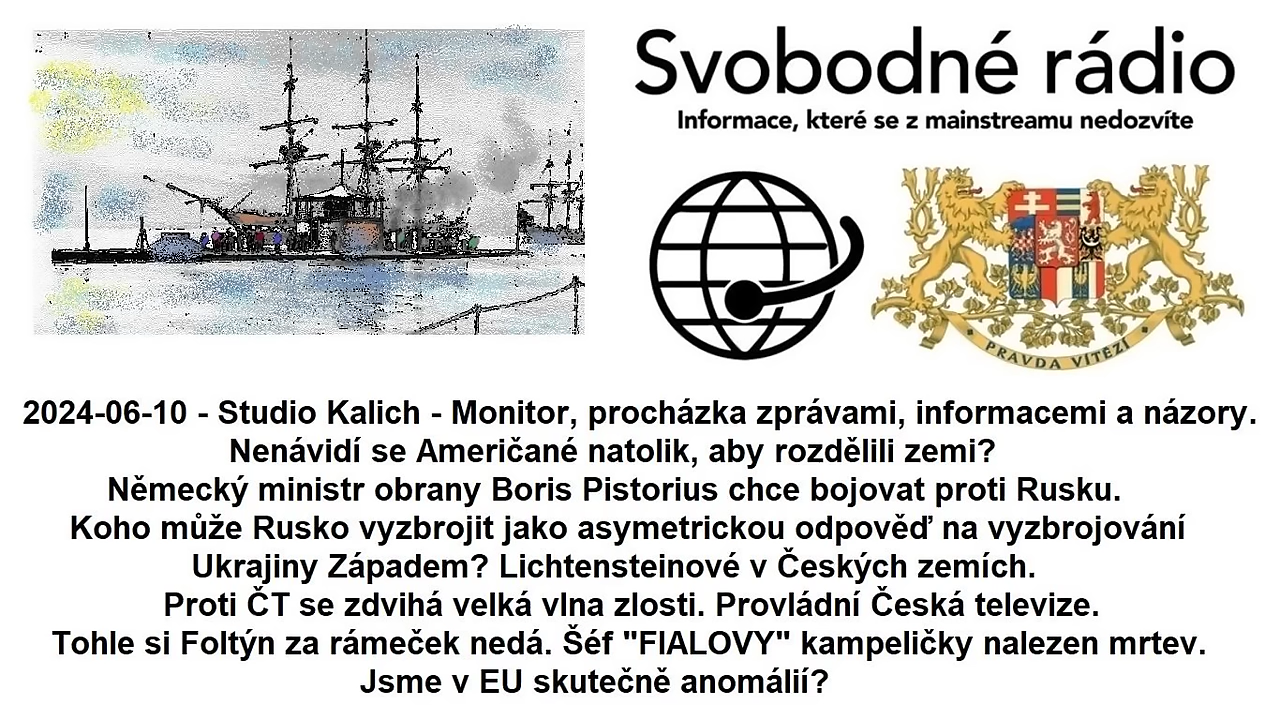 Svobodné rádio
Informace, které se z mainstreamu nedozvíte
PRAVDA VÍTĚZÍ
2024-06-10 - Studio Kalich - Monitor, procházka zprávami, informacemi a názory.
Nenávidí se Američané natolik, aby rozdělili zemi?
Německý ministr obrany Boris Pistorius chce bojovat proti Rusku.
Koho může Rusko vyzbrojit jako asymetrickou odpověď na vyzbrojování
Ukrajiny Západem? Lichtensteinové v Českých zemích.
Proti ČT se zdvihá velká vlna zlosti. Provládní Česká televize.
Tohle si Foltýn za rámeček nedá. Šéf "FIALOVY" kampeličky nalezen mrtev.
Jsme v EU skutečně anomálií?